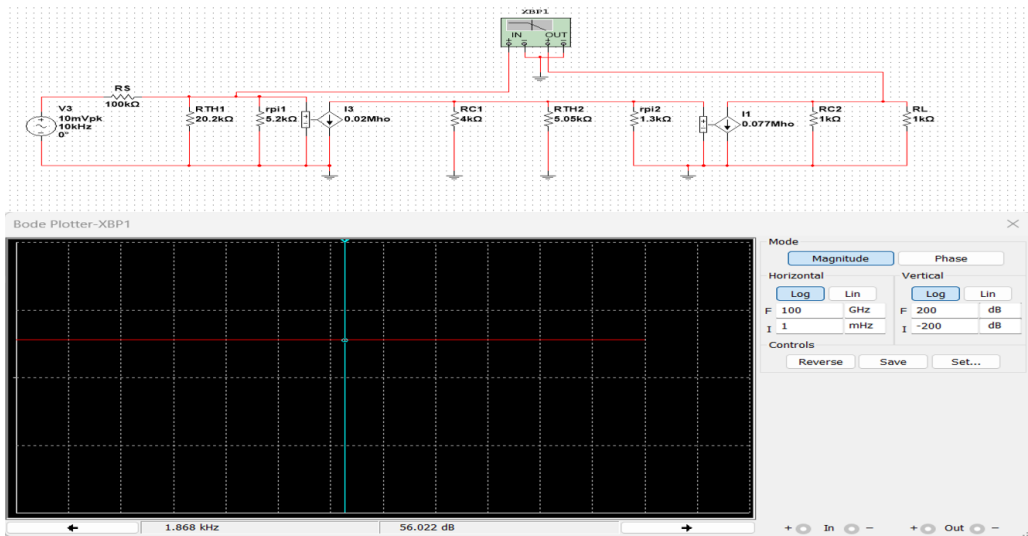 XBP1
IN OUT
RS
100kΩ
V3
10mVpk
10kHz
0°
RTH1
20.2kΩ
rpi1
5.2kΩ
I3
0.02Mho
RC1
4kΩ
RTH2
5.05kΩ
rpi2
1.3kΩ
I1
0.077Mho
RC2
1kΩ
RL
1kΩ
Bode Plotter-XBP1
Mode
Magnitude Phase
Horizontal Vertical
Log Lin Log Lin
F 100 GHz F 200 dB
I 1 mHz I -200 dB
Controls
Reverse Save Set...
1.868 kHz 56.022 dB
+ In - + Out -